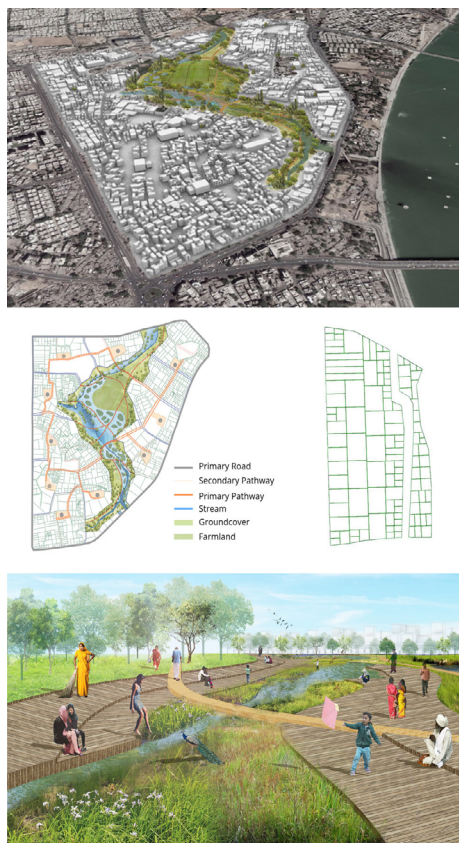 Primary Road
Secondary Pathway
Primary Pathway
Stream
Groundcover
Farmland